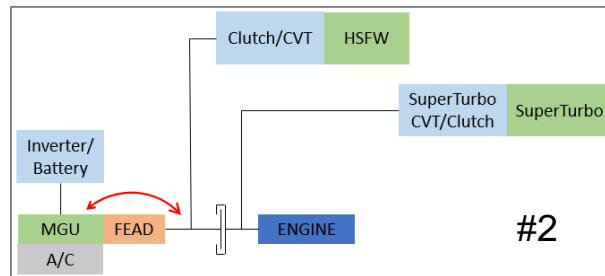 Clutch/CVT HSFW
SuperTurbo
CVT/Clutch
SuperTurbo
Inverter/
Battery
MGU FEAD ENGINE
A/C
#2